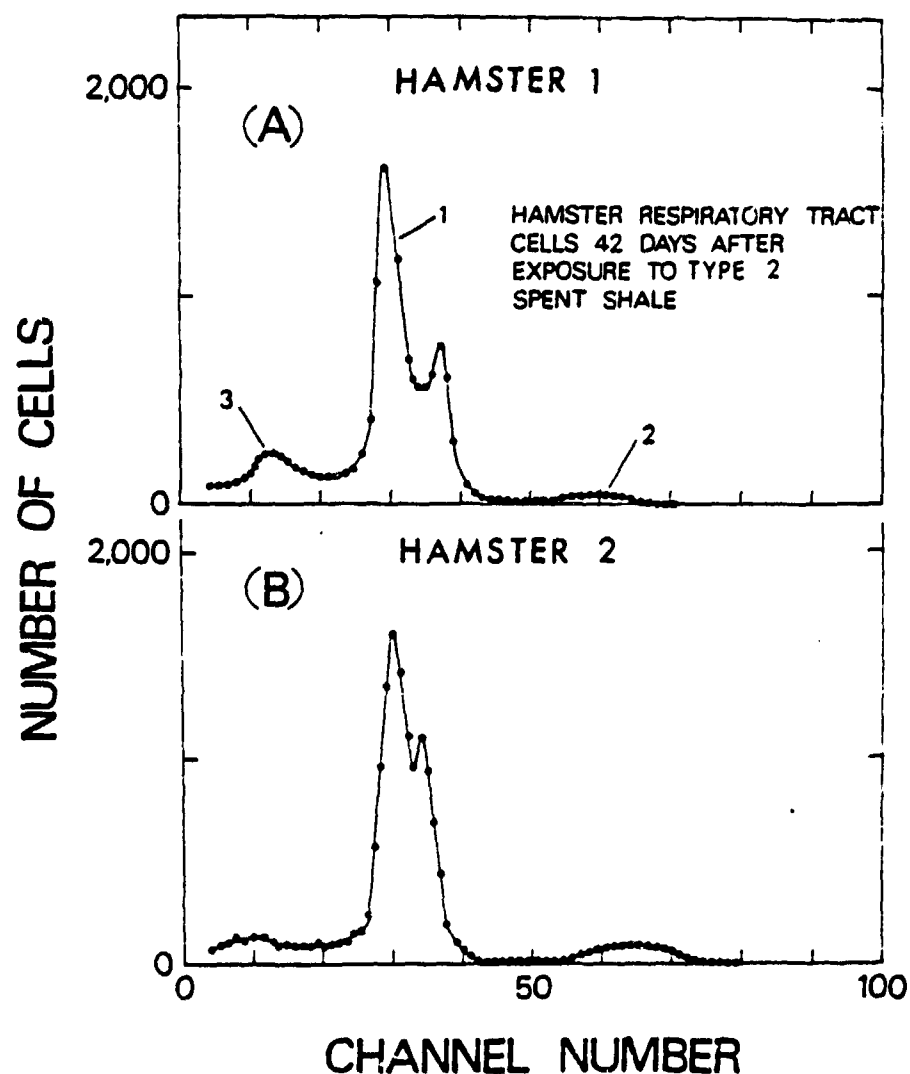 HAMSTER 1
2,000
(A)
1
HAMSTER RESPIRATORY TRACT
CELLS 42 DAYS AFTER
EXPOSURE TO TYPE 2
SPENT SHALE
3
2
0
NUMBER OF CELLS
HAMSTER 2
2,000
(B)
0
0
50
100
CHANNEL NUMBER